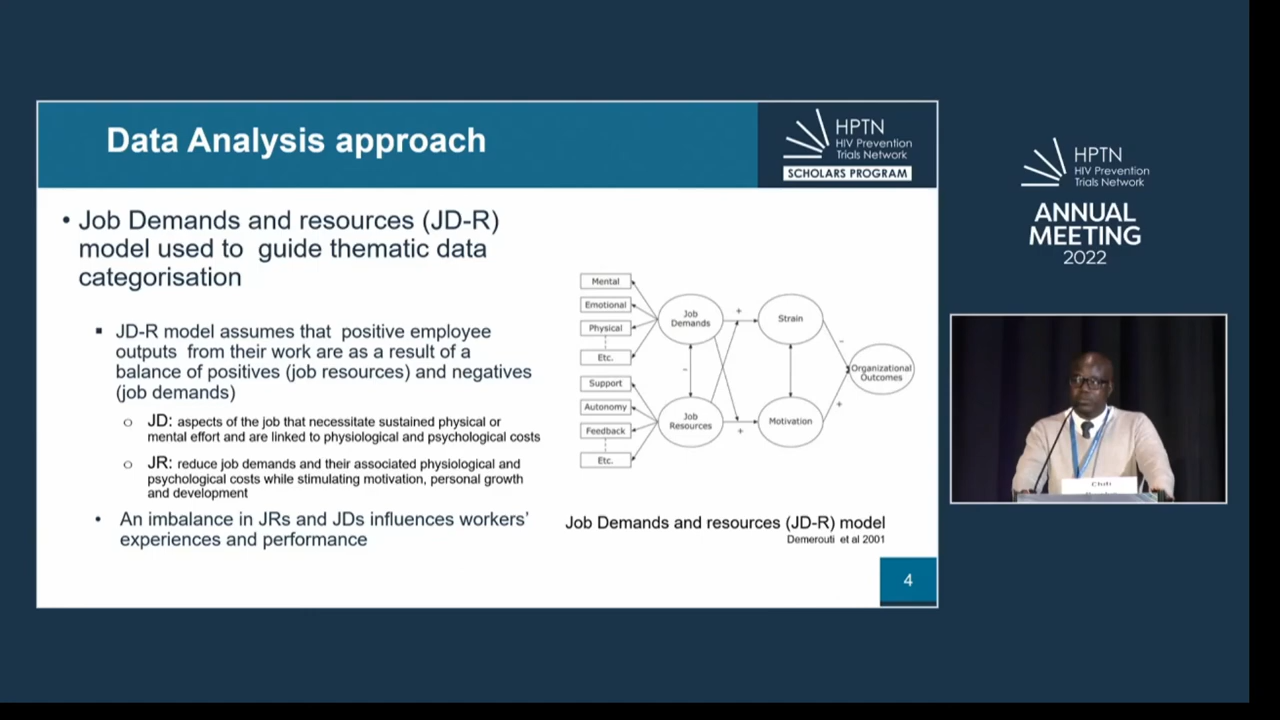 Data Analysis approach
HPTN
HIV Prevention
Trials Network
SCHOLARS PROGRAM
• Job Demands and resources (JD-R)
model used to guide thematic data
categorisation
▪ JD-R model assumes that positive employee
outputs from their work are as a result of a
balance of positives (job resources) and negatives
(job demands)
○ JD: aspects of the job that necessitate sustained physical or
mental effort and are linked to physiological and psychological costs
○ JR: reduce job demands and their associated physiological and
psychological costs while stimulating motivation, personal growth
and development
• An imbalance in JRs and JDs influences workers’
experiences and performance
Mental
Emotional
Physical
Etc.
Support
Autonomy
Feedback
Etc.
Job
Demands
Job
Resources
+
-
+
Strain
Motivation
-
+
Organizational
Outcomes
Job Demands and resources (JD-R) model
Demerouti et al 2001
4
HPTN
HIV Prevention
Trials Network
ANNUAL
MEETING
2022